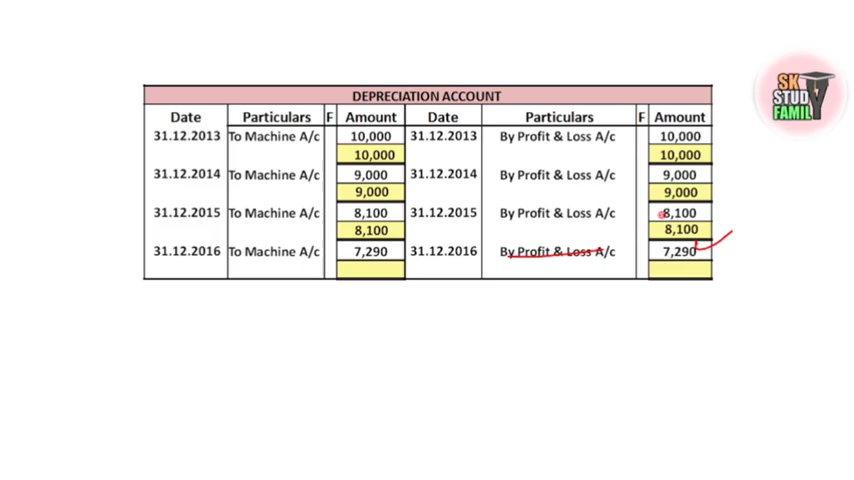 SK
STUDY
FAMILY
DEPRECIATION ACCOUNT
Date Particulars F Amount Date Particulars F Amount
31.12.2013 To Machine A/c 10,000 31.12.2013 By Profit & Loss A/c 10,000
10,000 10,000
31.12.2014 To Machine A/c 9,000 31.12.2014 By Profit & Loss A/c 9,000
9,000 9,000
31.12.2015 To Machine A/c 8,100 31.12.2015 By Profit & Loss A/c 8,100
8,100 8,100
31.12.2016 To Machine A/c 7,290 31.12.2016 By Profit & Loss A/c 7,290